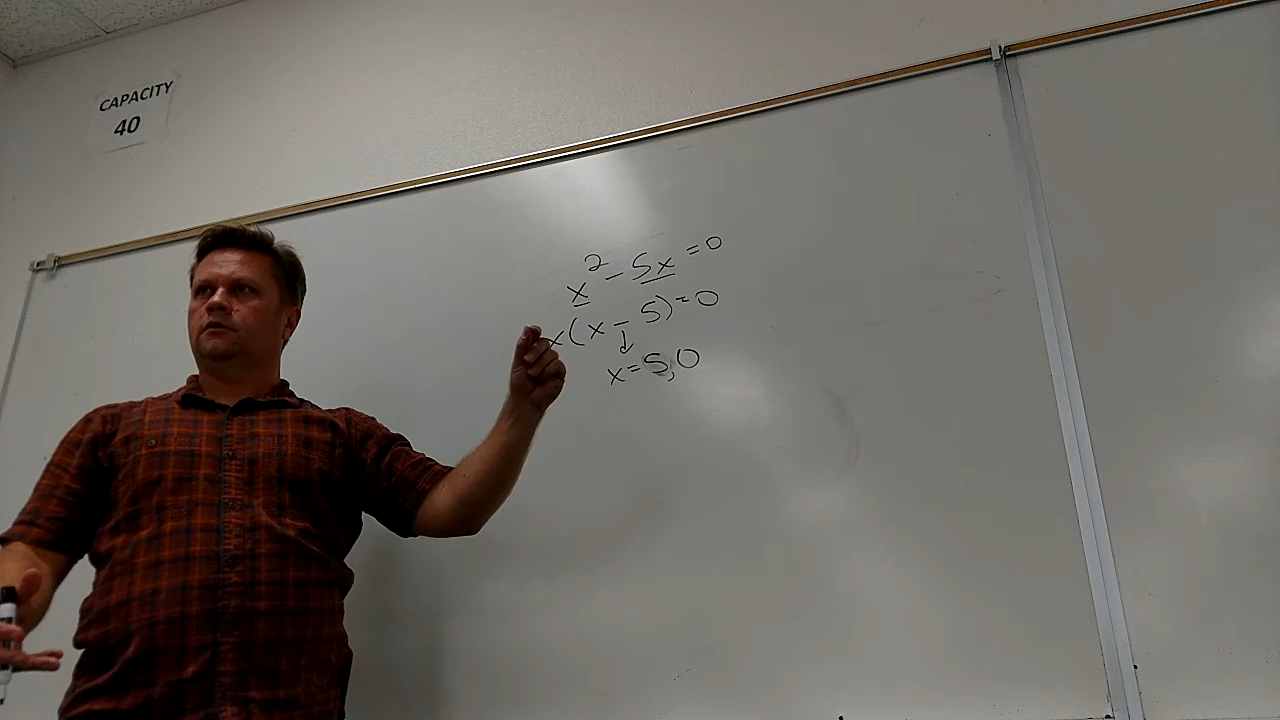 CAPACITY
40
x² - 5x = 0
x(x - 5) = 0
x = 5, 0